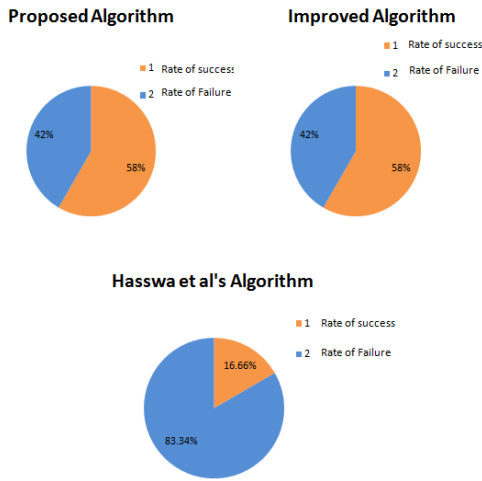 Proposed Algorithm
1 Rate of success
2 Rate of Failure
42%
58%
Improved Algorithm
1 Rate of success
2 Rate of Failure
42%
58%
Hasswa et al's Algorithm
1 Rate of success
2 Rate of Failure
16.66%
83.34%